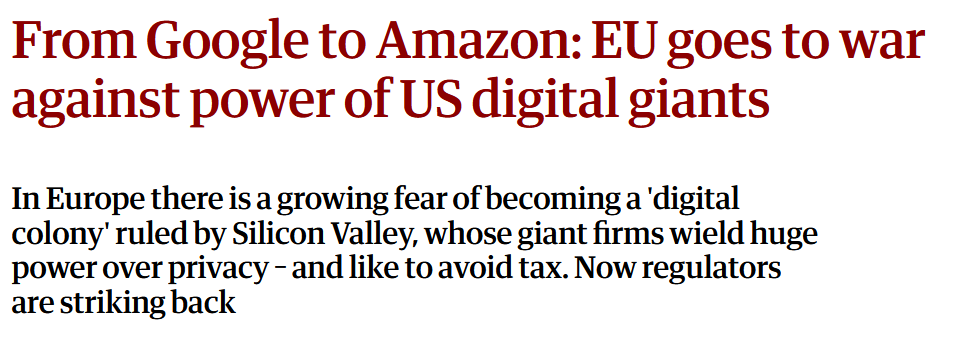 From Google to Amazon: EU goes to war
against power of US digital giants
In Europe there is a growing fear of becoming a 'digital
colony' ruled by Silicon Valley, whose giant firms wield huge
power over privacy – and like to avoid tax. Now regulators
are striking back